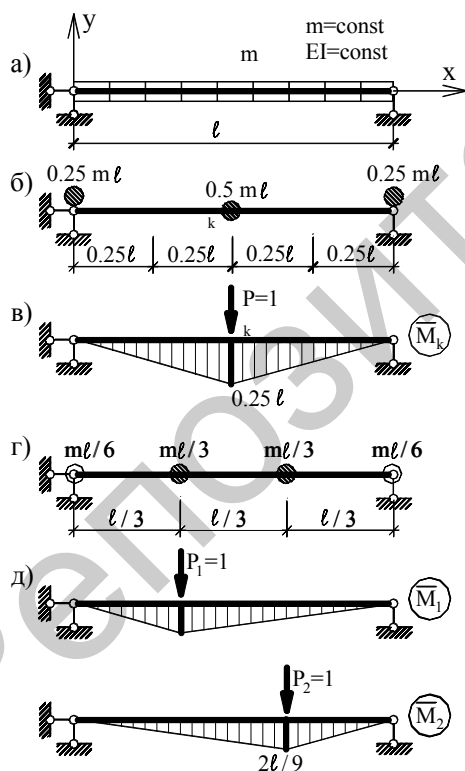 а)
y
m
m=const
EI=const
x
ℓ
б)
0.25 mℓ
0.5 mℓ
0.25 mℓ
k
0.25ℓ 0.25ℓ 0.25ℓ 0.25ℓ
в)
P=1
k
M̅ₖ
0.25ℓ
г)
mℓ/6 mℓ/3 mℓ/3 mℓ/6
ℓ/3 ℓ/3 ℓ/3
д)
P₁=1
M̅₁
P₂=1
M̅₂
2ℓ/9